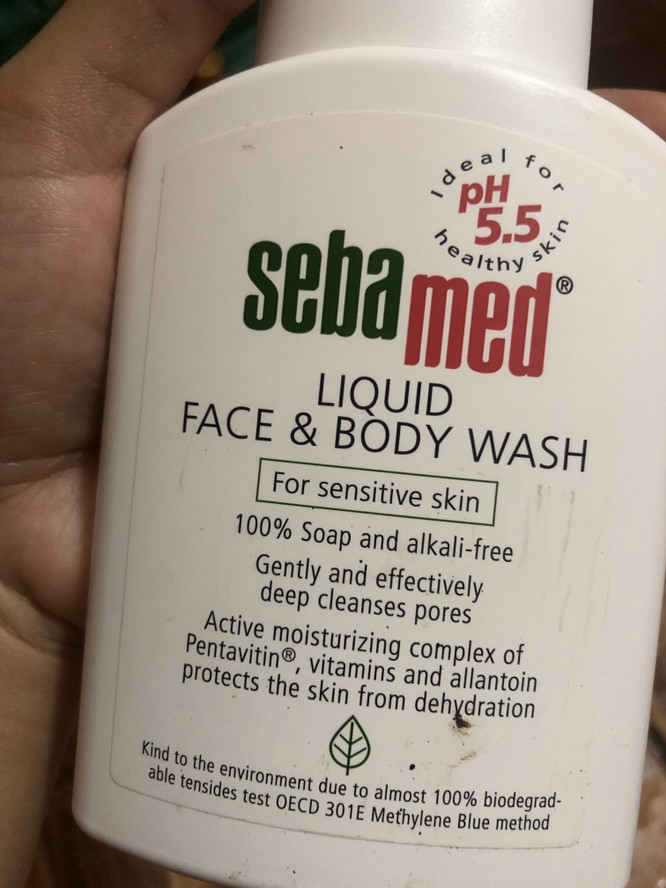 Ideal for
pH
5.5
healthy skin
sebamed®
LIQUID
FACE & BODY WASH
For sensitive skin
100% Soap and alkali-free
Gently and effectively
deep cleanses pores
Active moisturizing complex of
Pentavitin®, vitamins and allantoin
protects the skin from dehydration
Kind to the environment due to almost 100% biodegrad-
able tensides test OECD 301E Methylene Blue method